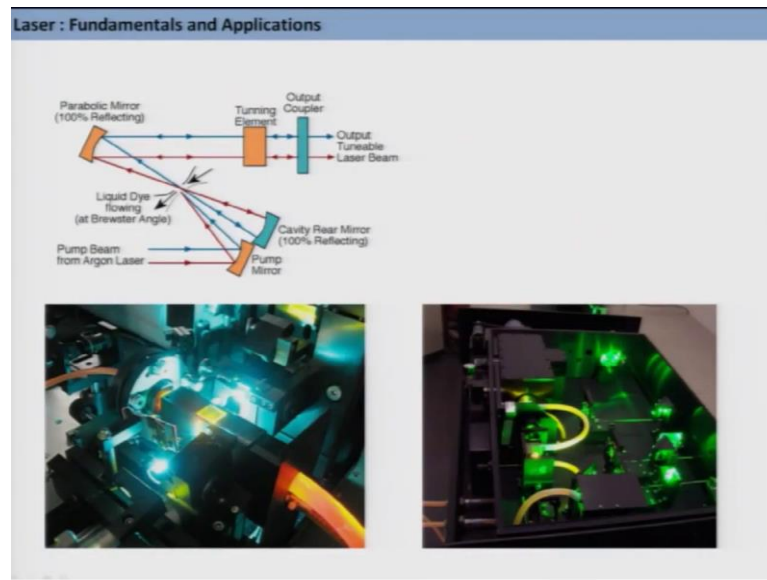 Laser : Fundamentals and Applications
Parabolic Mirror
(100% Reflecting)
Tunning
Element
Output
Coupler
Output
Tuneable
Laser Beam
Liquid Dye
flowing
(at Brewster Angle)
Cavity Rear Mirror
(100% Reflecting)
Pump Beam
from Argon Laser
Pump
Mirror